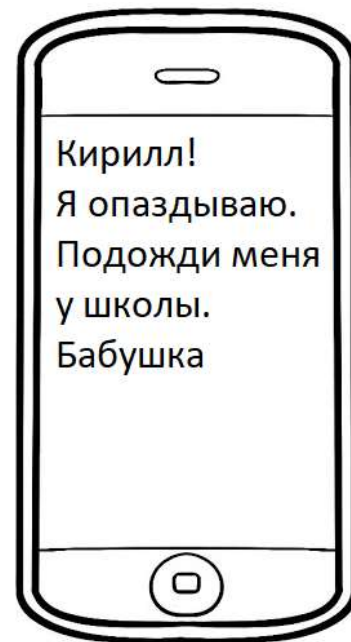 Кирилл!
Я опаздываю.
Подожди меня
у школы.
Бабушка